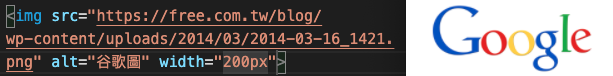 <img src="https://free.com.tw/blog/
wp-content/uploads/2014/03/2014-03-16_1421.
png" alt="谷歌圖" width="200px">
Google